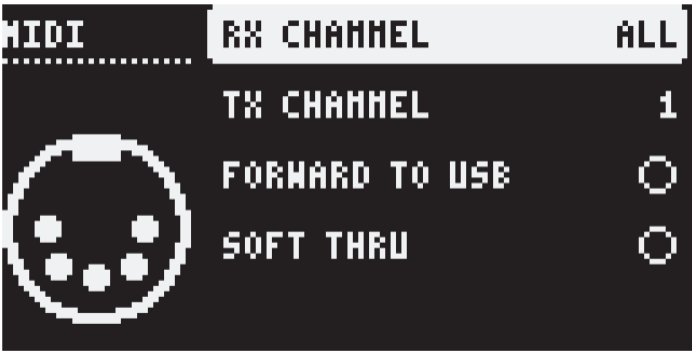 MIDI
RX CHANNEL ALL
TX CHANNEL 1
FORWARD TO USB
SOFT THRU